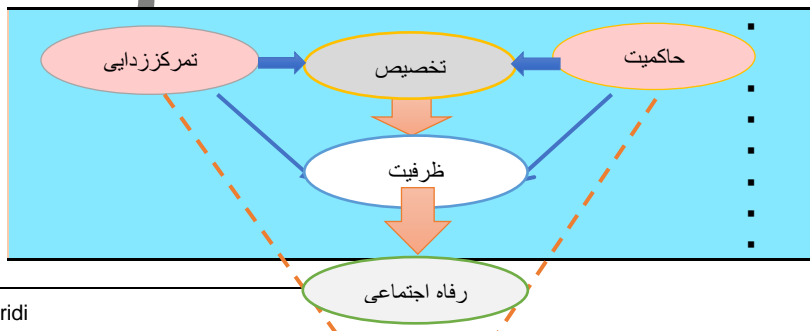 حاکمیت
تخصیص
تمرکززدایی
ظرفیت
رفاه اجتماعی
ridi